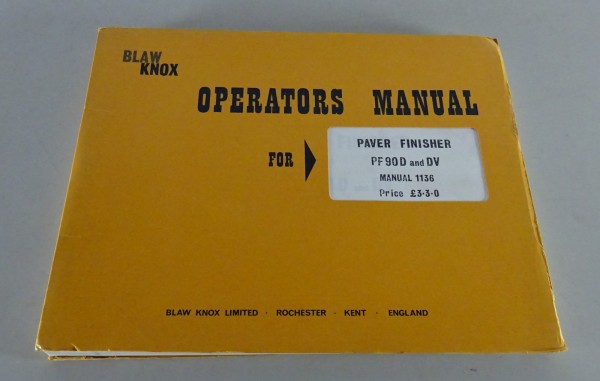 BLAW
KNOX
OPERATORS MANUAL
FOR
PAVER FINISHER
PF90D and DV
MANUAL 1136
Price £3·3·0
BLAW KNOX LIMITED · ROCHESTER · KENT · ENGLAND